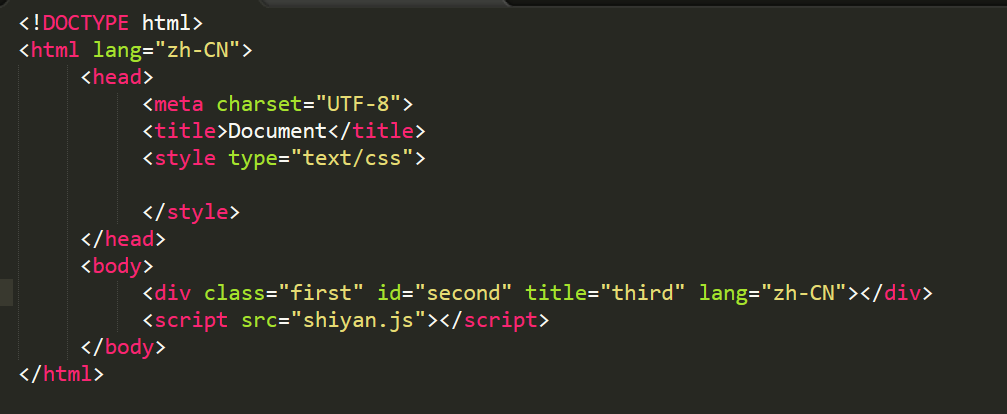 <!DOCTYPE html>
<html lang="zh-CN">
<head>
<meta charset="UTF-8">
<title>Document</title>
<style type="text/css">
</style>
</head>
<body>
<div class="first" id="second" title="third" lang="zh-CN"></div>
<script src="shiyan.js"></script>
</body>
</html>